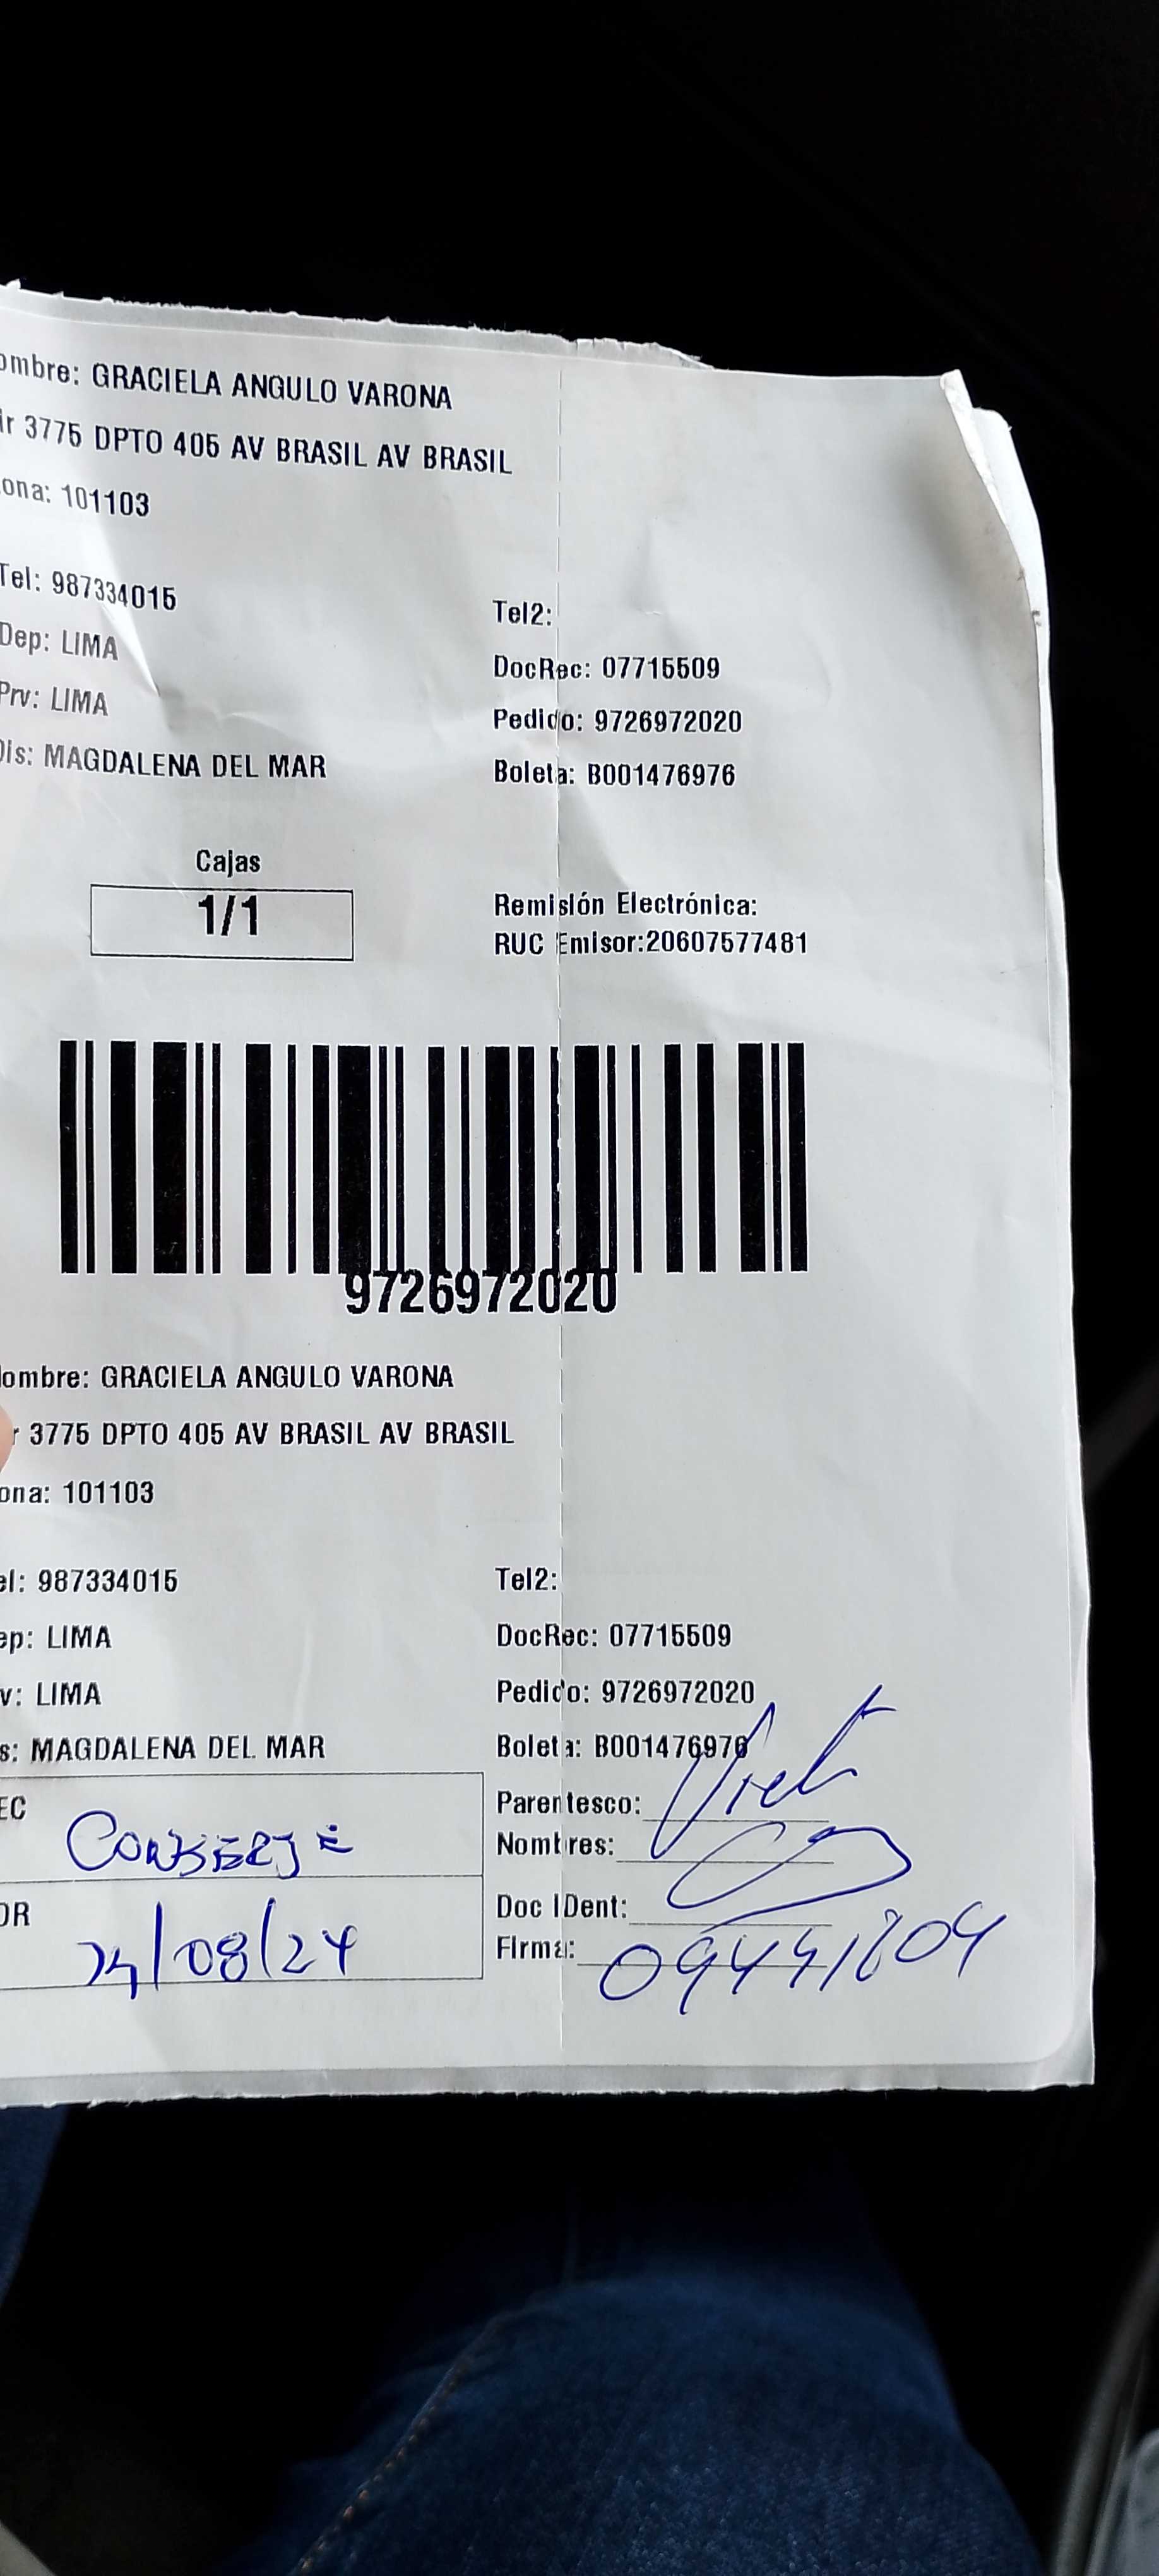 ombre: GRACIELA ANGULO VARONA
ir 3775 DPTO 405 AV BRASIL AV BRASIL
ona: 101103
Tel: 987334015
Tel2:
Dep: LIMA
DocRec: 07715509
Prv: LIMA
Pedido: 9726972020
Dis: MAGDALENA DEL MAR
Boleta: B001476976
Cajas
1/1
Remisión Electrónica:
RUC Emisor:20607577481
9726972020
ombre: GRACIELA ANGULO VARONA
r 3775 DPTO 405 AV BRASIL AV BRASIL
ona: 101103
el: 987334015
Tel2:
ep: LIMA
DocRec: 07715509
v: LIMA
Pedido: 9726972020
s: MAGDALENA DEL MAR
Boleta: B001476976
EC
CONSERJE
Parentesco:
Nombres:
OR
/08/24
Doc IDent:
Firma: